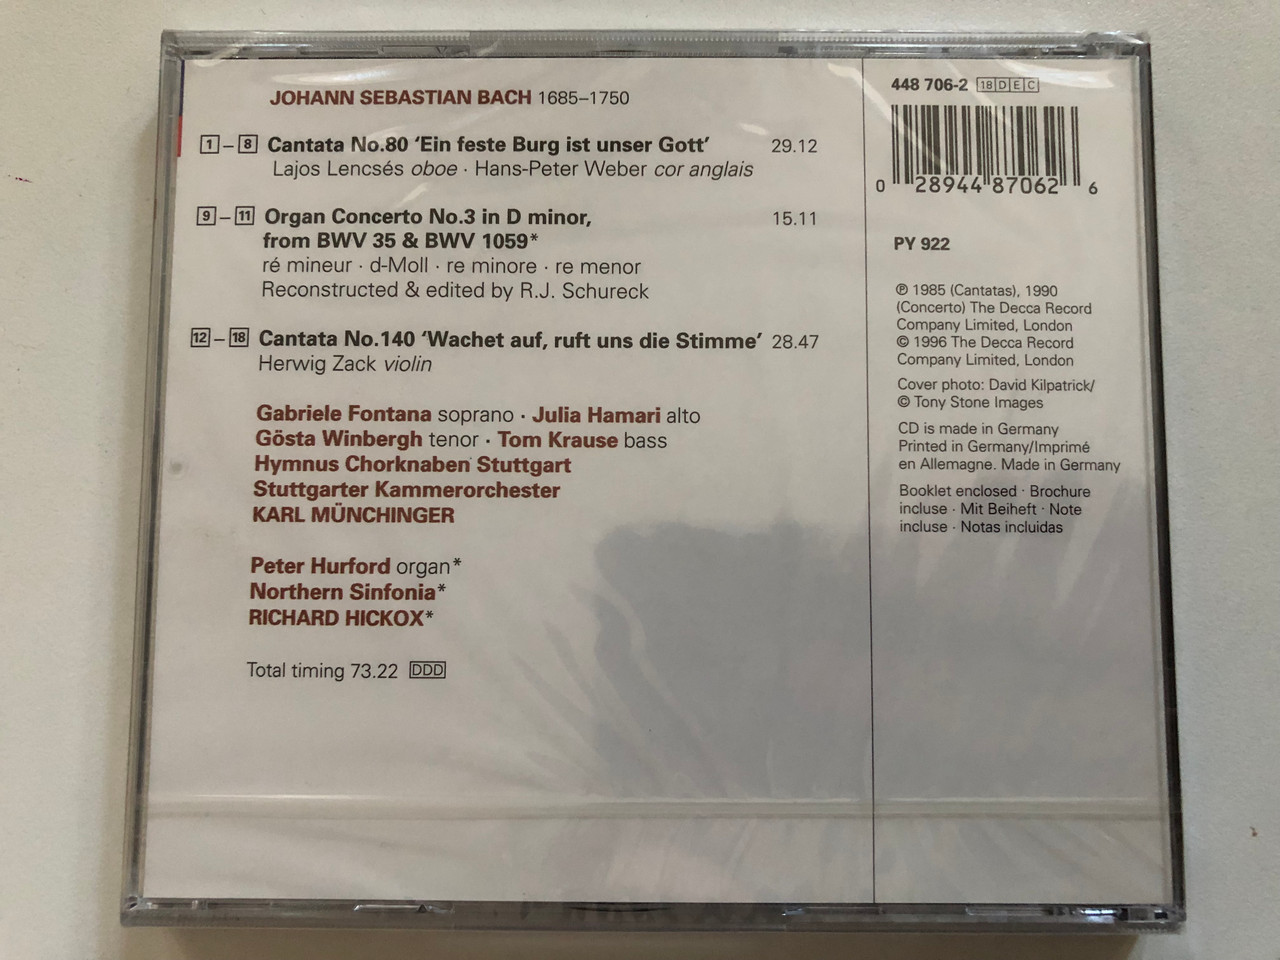 JOHANN SEBASTIAN BACH 1685–1750
1 – 8 Cantata No.80 ‘Ein feste Burg ist unser Gott’ 29.12
Lajos Lencsés oboe · Hans-Peter Weber cor anglais
9 – 11 Organ Concerto No.3 in D minor, 15.11
from BWV 35 & BWV 1059*
ré mineur · d-Moll · re minore · re menor
Reconstructed & edited by R.J. Schureck
12 – 18 Cantata No.140 ‘Wachet auf, ruft uns die Stimme’ 28.47
Herwig Zack violin
Gabriele Fontana soprano · Julia Hamari alto
Gösta Winbergh tenor · Tom Krause bass
Hymnus Chorknaben Stuttgart
Stuttgarter Kammerorchester
KARL MÜNCHINGER
Peter Hurford organ*
Northern Sinfonia*
RICHARD HICKOX*
Total timing 73.22 DDD
448 706-2 18 D E C
0 28944 87062 6
PY 922
℗ 1985 (Cantatas), 1990
(Concerto) The Decca Record
Company Limited, London
© 1996 The Decca Record
Company Limited, London
Cover photo: David Kilpatrick/
© Tony Stone Images
CD is made in Germany
Printed in Germany/Imprimé
en Allemagne. Made in Germany
Booklet enclosed · Brochure
incluse · Mit Beiheft · Note
incluse · Notas incluidas